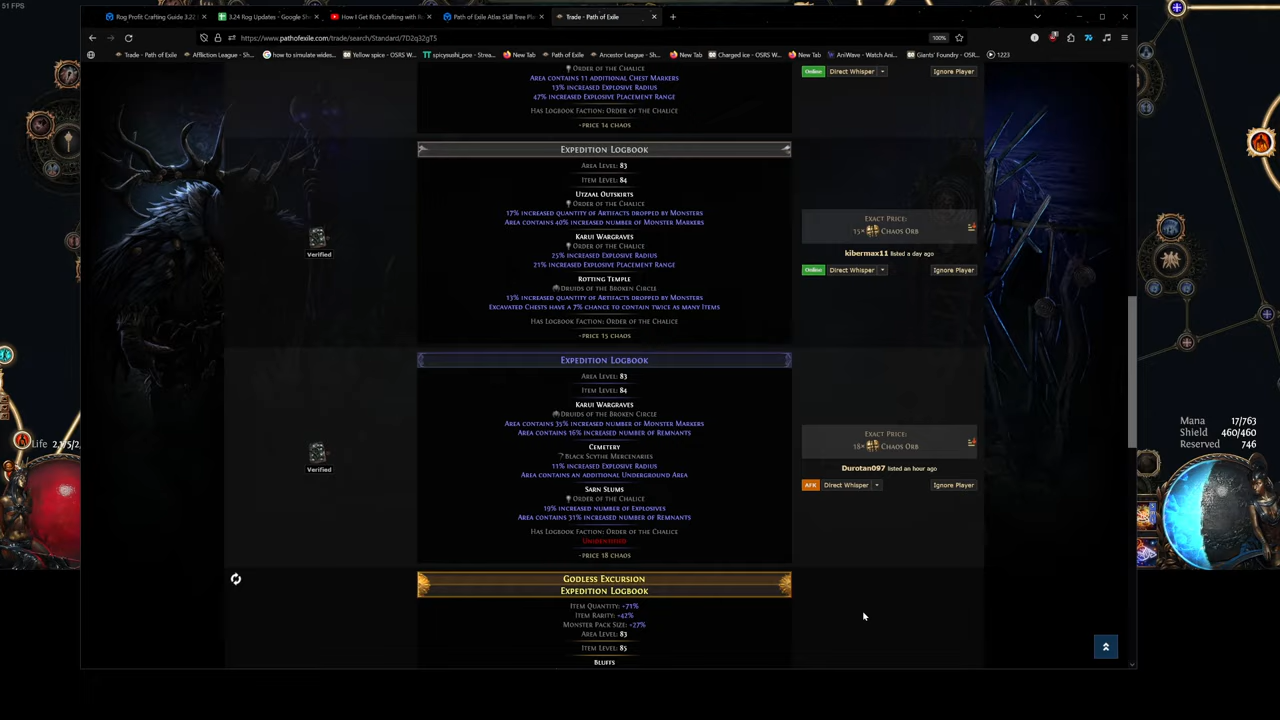 51 FPS
Rog Profit Crafting Guide 3.22
3.24 Rog Updates - Google Sh
How I Get Rich Crafting with R
Path of Exile Atlas Skill Tree Pla
Trade - Path of Exile
https://www.pathofexile.com/trade/search/Standard/7D2q32gT5
100%
Trade - Path of Exile
Affliction League - Sh...
how to simulate wides...
Yellow spice - OSRS W...
spicysushi_poe - Strea...
New Tab
Path of Exile
Ancestor League - Sh...
New Tab
Charged ice - OSRS W...
New Tab
AniWave - Watch Ani...
Giants' Foundry - OSR...
1223
Order of the Chalice
Area contains 11 additional Chest Markers
13% increased Explosive Radius
47% increased Explosive Placement Range
Has Logbook Faction: Order of the Chalice
~price 14 chaos
Online
Direct Whisper
Ignore Player
Expedition Logbook
Area Level: 83
Item Level: 84
Utzaal Outskirts
Order of the Chalice
17% increased quantity of Artifacts dropped by Monsters
Area contains 40% increased number of Monster Markers
Karui Wargraves
Order of the Chalice
25% increased Explosive Radius
21% increased Explosive Placement Range
Rotting Temple
Druids of the Broken Circle
13% increased quantity of Artifacts dropped by Monsters
Excavated Chests have a 7% chance to contain twice as many Items
Has Logbook Faction: Order of the Chalice
~price 15 chaos
Verified
Exact Price:
15× Chaos Orb
kibermax11 listed a day ago
Online
Direct Whisper
Ignore Player
Expedition Logbook
Area Level: 83
Item Level: 84
Karui Wargraves
Druids of the Broken Circle
Area contains 35% increased number of Monster Markers
Area contains 16% increased number of Remnants
Cemetery
Black Scythe Mercenaries
11% increased Explosive Radius
Area contains an additional Underground Area
Sarn Slums
Order of the Chalice
19% increased number of Explosives
Area contains 31% increased number of Remnants
Has Logbook Faction: Order of the Chalice
Unidentified
~price 18 chaos
Verified
Exact Price:
18× Chaos Orb
Durotan097 listed an hour ago
AFK
Direct Whisper
Ignore Player
Godless Excursion
Expedition Logbook
Item Quantity: +71%
Item Rarity: +42%
Monster Pack Size: +27%
Area Level: 83
Item Level: 85
Bluffs
Life
Mana 17/763
Shield 460/460
Reserved 746